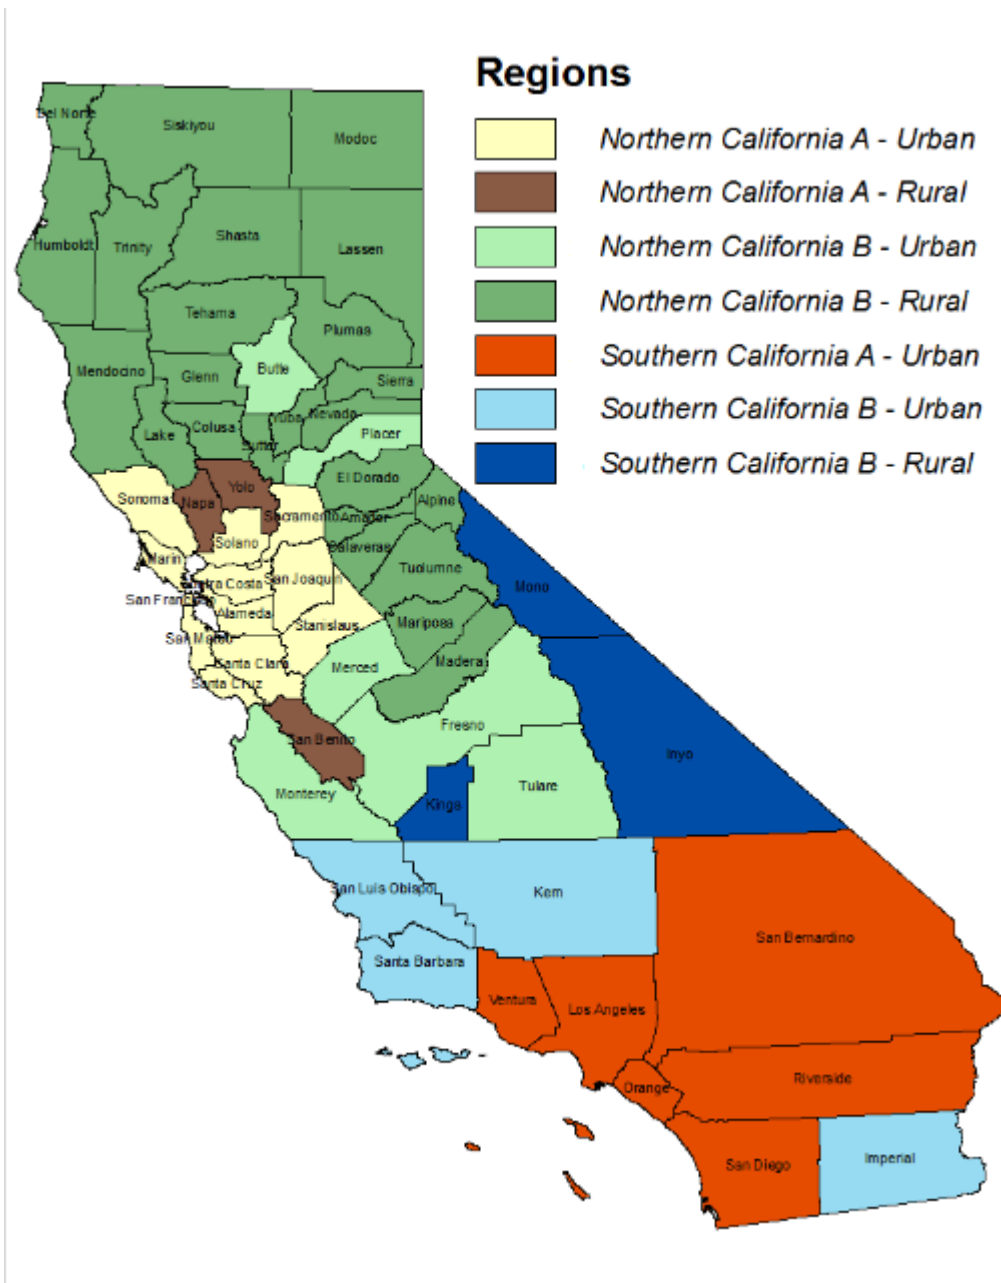 Regions
Northern California A - Urban
Northern California A - Rural
Northern California B - Urban
Northern California B - Rural
Southern California A - Urban
Southern California B - Urban
Southern California B - Rural
Del Norte
Siskiyou
Modoc
Humboldt
Trinity
Shasta
Lassen
Tehama
Plumas
Mendocino
Glenn
Butte
Sierra
Lake
Colusa
Sutter
Yuba
Nevada
Placer
Sonoma
Napa
Yolo
El Dorado
Alpine
Sacramento
Amador
Solano
Calaveras
Marin
Contra Costa
San Joaquin
Tuolumne
Mono
San Francisco
Alameda
Stanislaus
Mariposa
San Mateo
Santa Clara
Merced
Madera
Santa Cruz
San Benito
Fresno
Inyo
Monterey
Kings
Tulare
San Luis Obispo
Kern
San Bernardino
Santa Barbara
Ventura
Los Angeles
Orange
Riverside
San Diego
Imperial